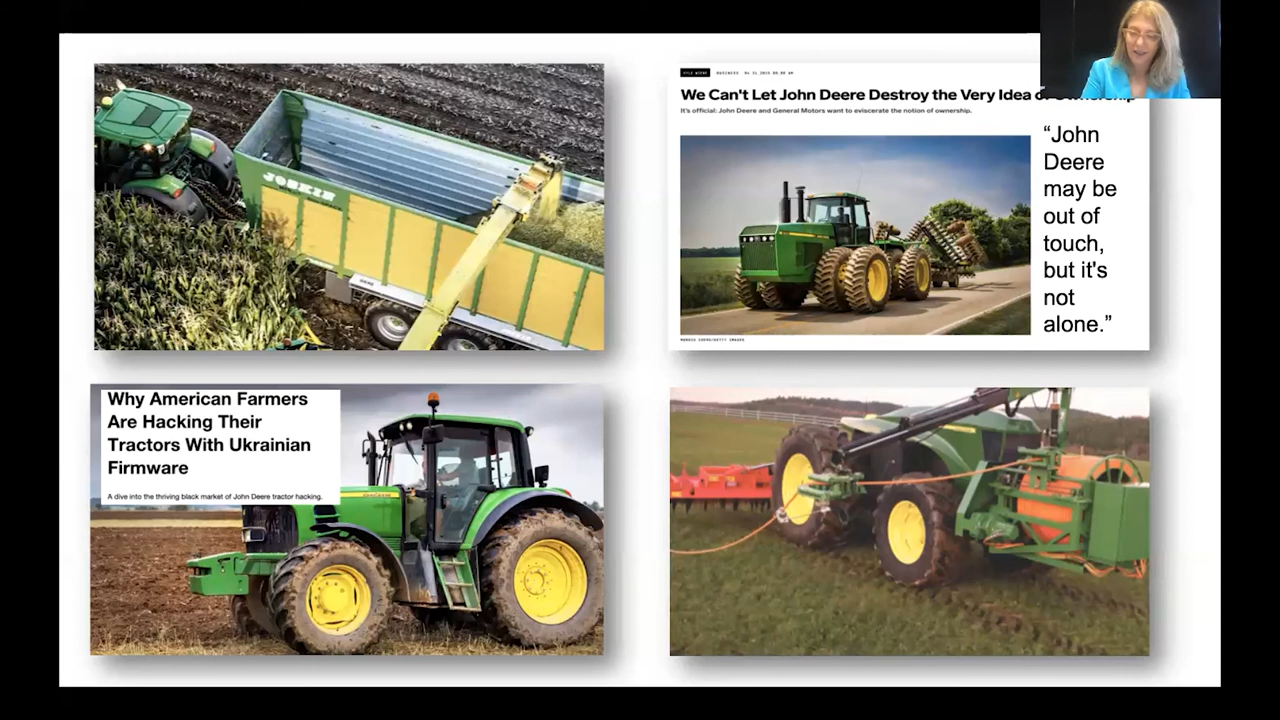 JOSKIN
KYLE WIENS BUSINESS
We Can't Let John Deere Destroy the Very Idea of Ownership
It's official: John Deere and General Motors want to eviscerate the notion of ownership.
“John
Deere
may be
out of
touch,
but it's
not
alone.”
Why American Farmers
Are Hacking Their
Tractors With Ukrainian
Firmware
A dive into the thriving black market of John Deere tractor hacking.